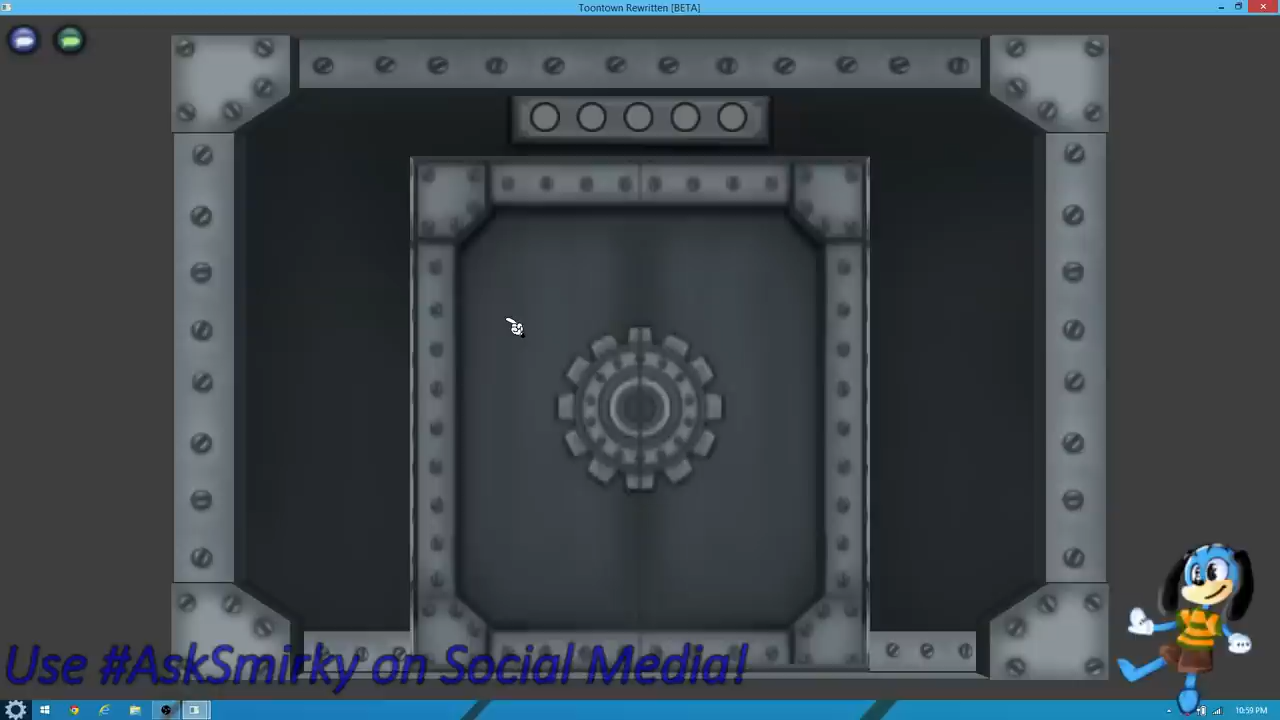 Toontown Rewritten [BETA]
Use #AskSmirky on Social Media!
10:59 PM